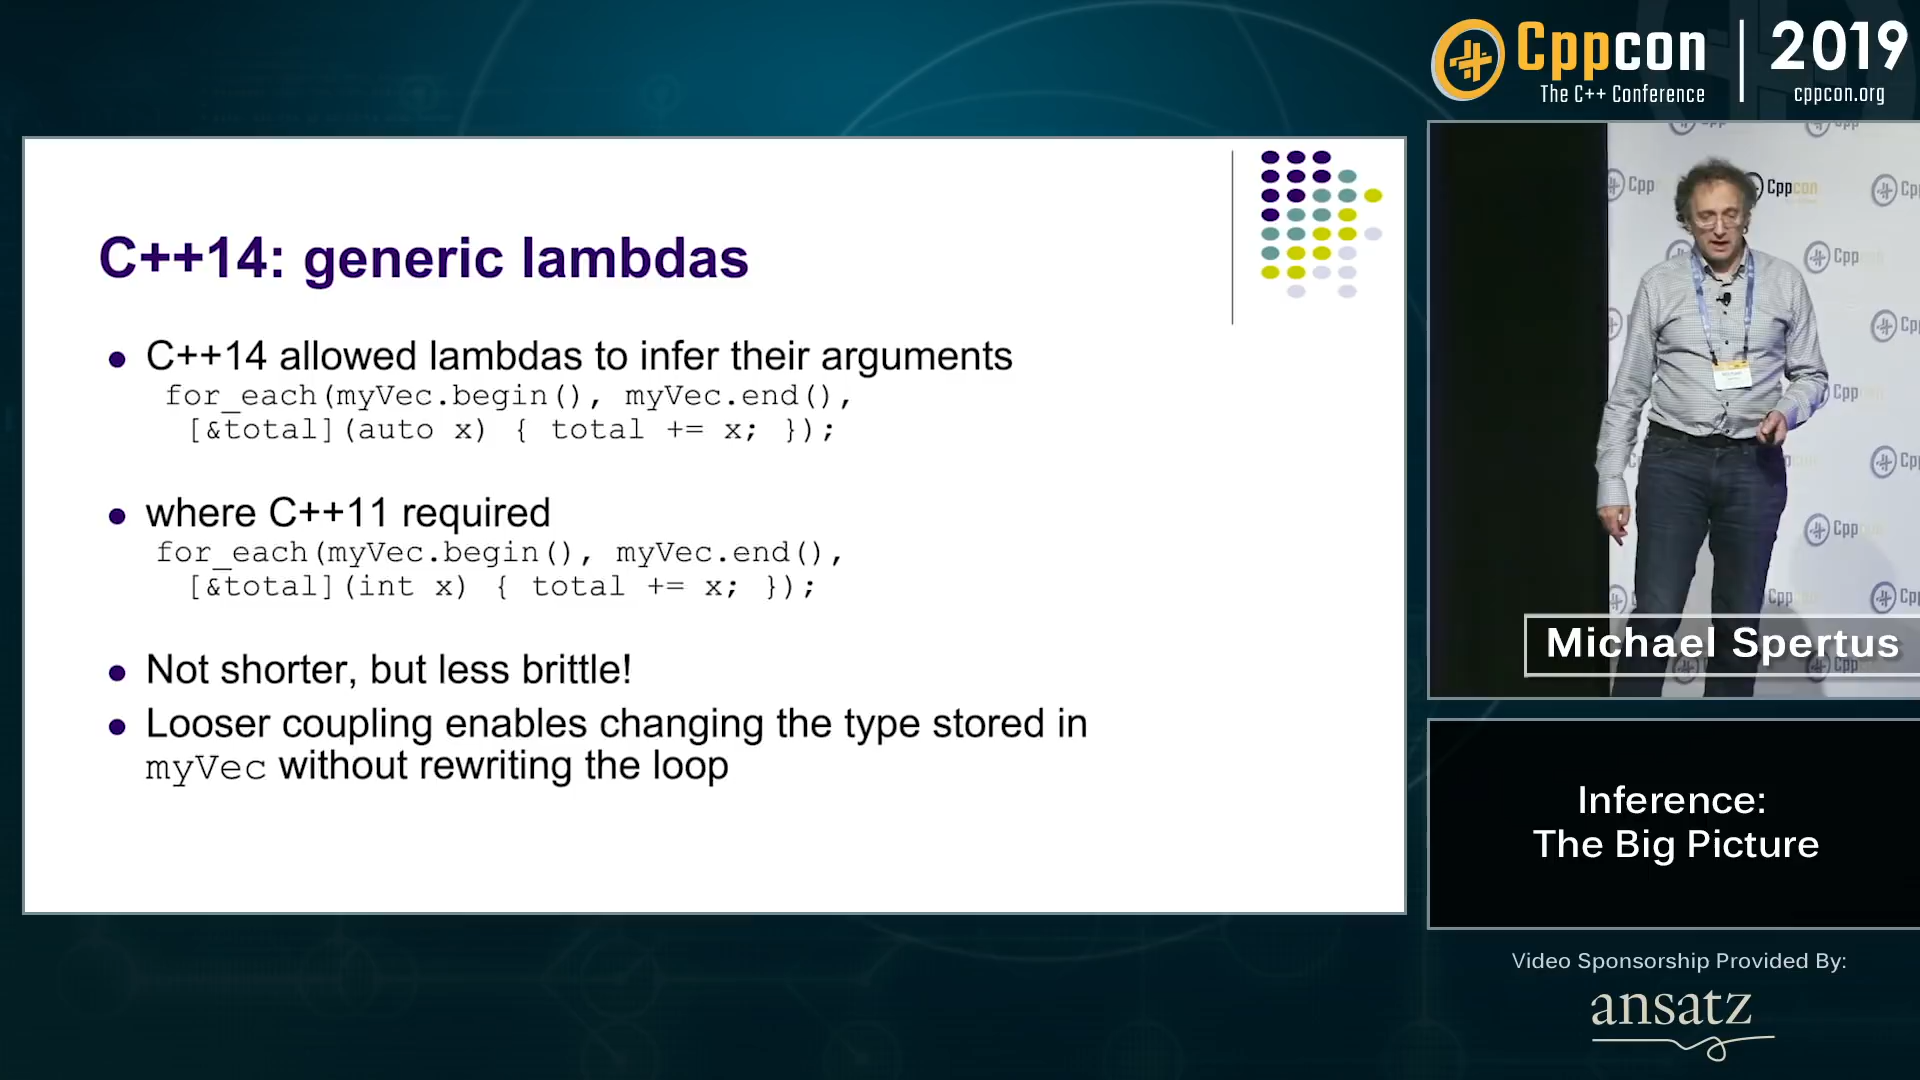 Cppcon
The C++ Conference
2019
cppcon.org
C++14: generic lambdas
• C++14 allowed lambdas to infer their arguments
for_each(myVec.begin(), myVec.end(),
[&total](auto x) { total += x; });
• where C++11 required
for_each(myVec.begin(), myVec.end(),
[&total](int x) { total += x; });
• Not shorter, but less brittle!
• Looser coupling enables changing the type stored in
myVec without rewriting the loop
Cppcon
Michael Spertus
Inference:
The Big Picture
Video Sponsorship Provided By:
ansatz